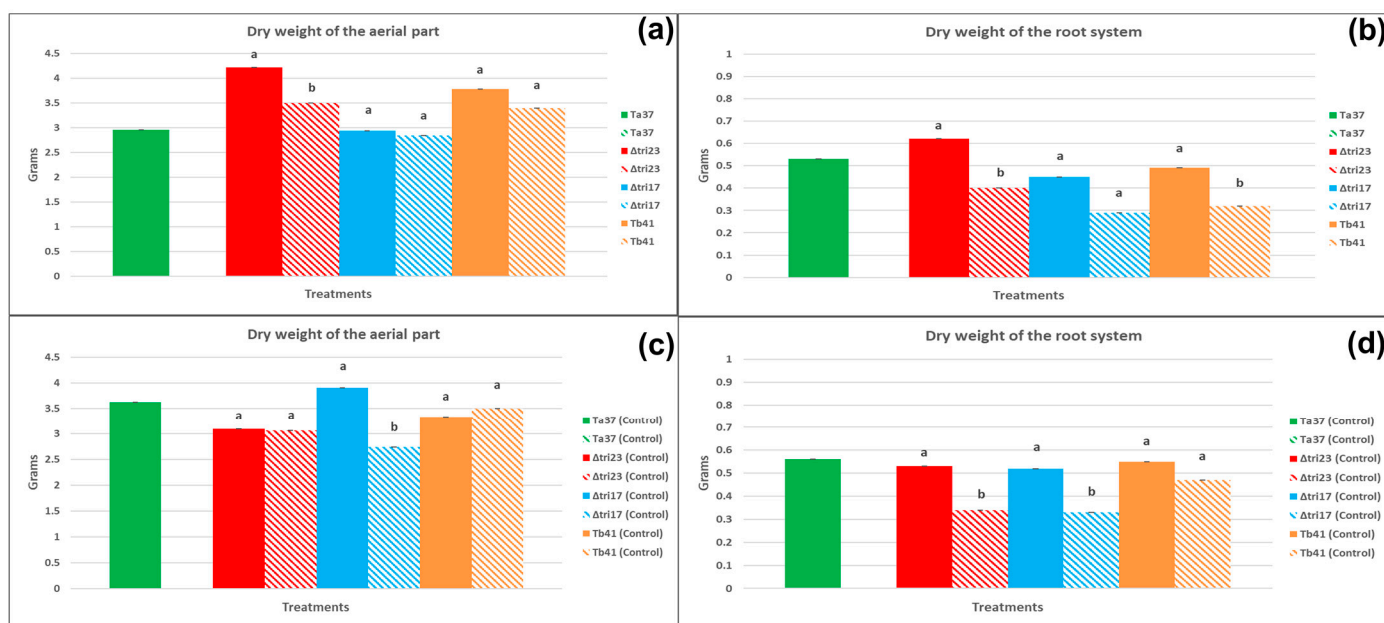 Dry weight of the aerial part
(a)
4.5
4
3.5
3
2.5
2
1.5
1
0.5
0
Grams
a
b
a
a
a
a
Treatments
Ta37
Ta37
Δtri23
Δtri23
Δtri17
Δtri17
Tb41
Tb41
Dry weight of the root system
(b)
1
0.9
0.8
0.7
0.6
0.5
0.4
0.3
0.2
0.1
0
Grams
a
b
a
a
a
b
Treatments
Ta37
Ta37
Δtri23
Δtri23
Δtri17
Δtri17
Tb41
Tb41
Dry weight of the aerial part
(c)
4.5
4
3.5
3
2.5
2
1.5
1
0.5
0
Grams
a
a
a
b
a
a
Treatments
Ta37 (Control)
Ta37 (Control)
Δtri23 (Control)
Δtri23 (Control)
Δtri17 (Control)
Δtri17 (Control)
Tb41 (Control)
Tb41 (Control)
Dry weight of the root system
(d)
1
0.9
0.8
0.7
0.6
0.5
0.4
0.3
0.2
0.1
0
Grams
a
b
a
b
a
a
Treatments
Ta37 (Control)
Ta37 (Control)
Δtri23 (Control)
Δtri23 (Control)
Δtri17 (Control)
Δtri17 (Control)
Tb41 (Control)
Tb41 (Control)